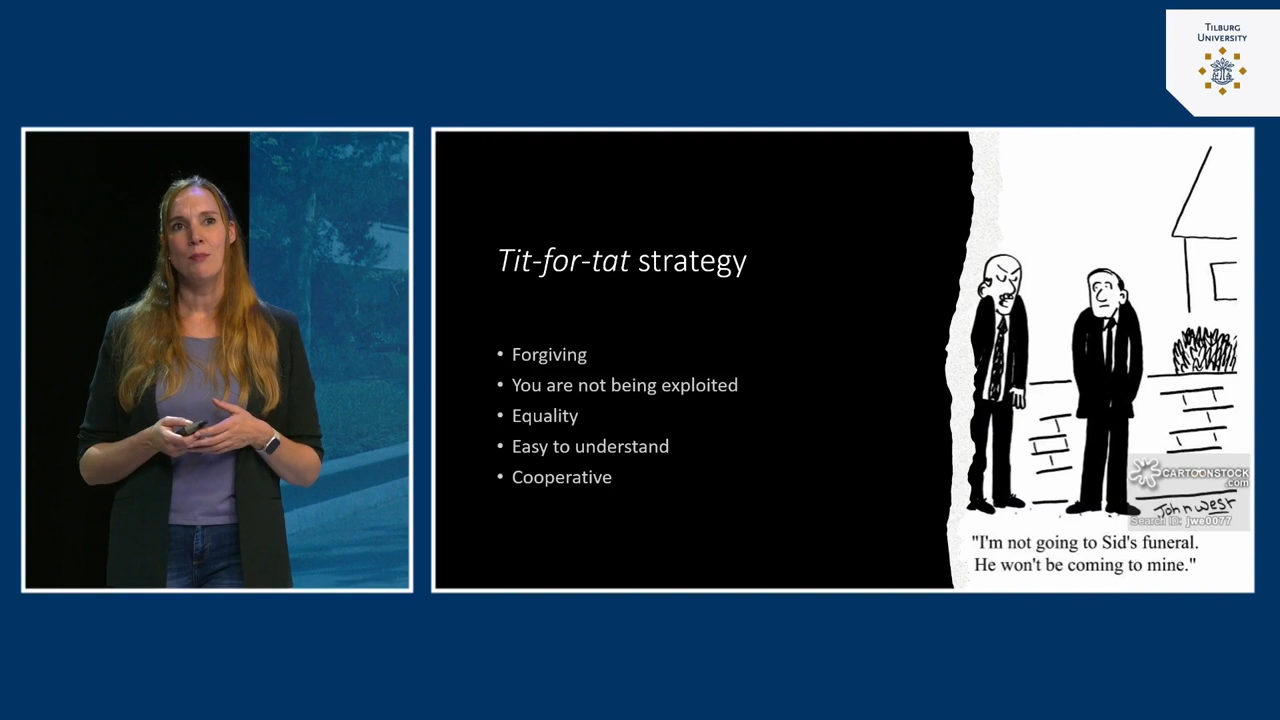 TILBURG
UNIVERSITY
Tit-for-tat strategy
• Forgiving
• You are not being exploited
• Equality
• Easy to understand
• Cooperative
CARTOONSTOCK
.com
John West
Search ID: jwe0077
"I'm not going to Sid's funeral.
He won't be coming to mine."